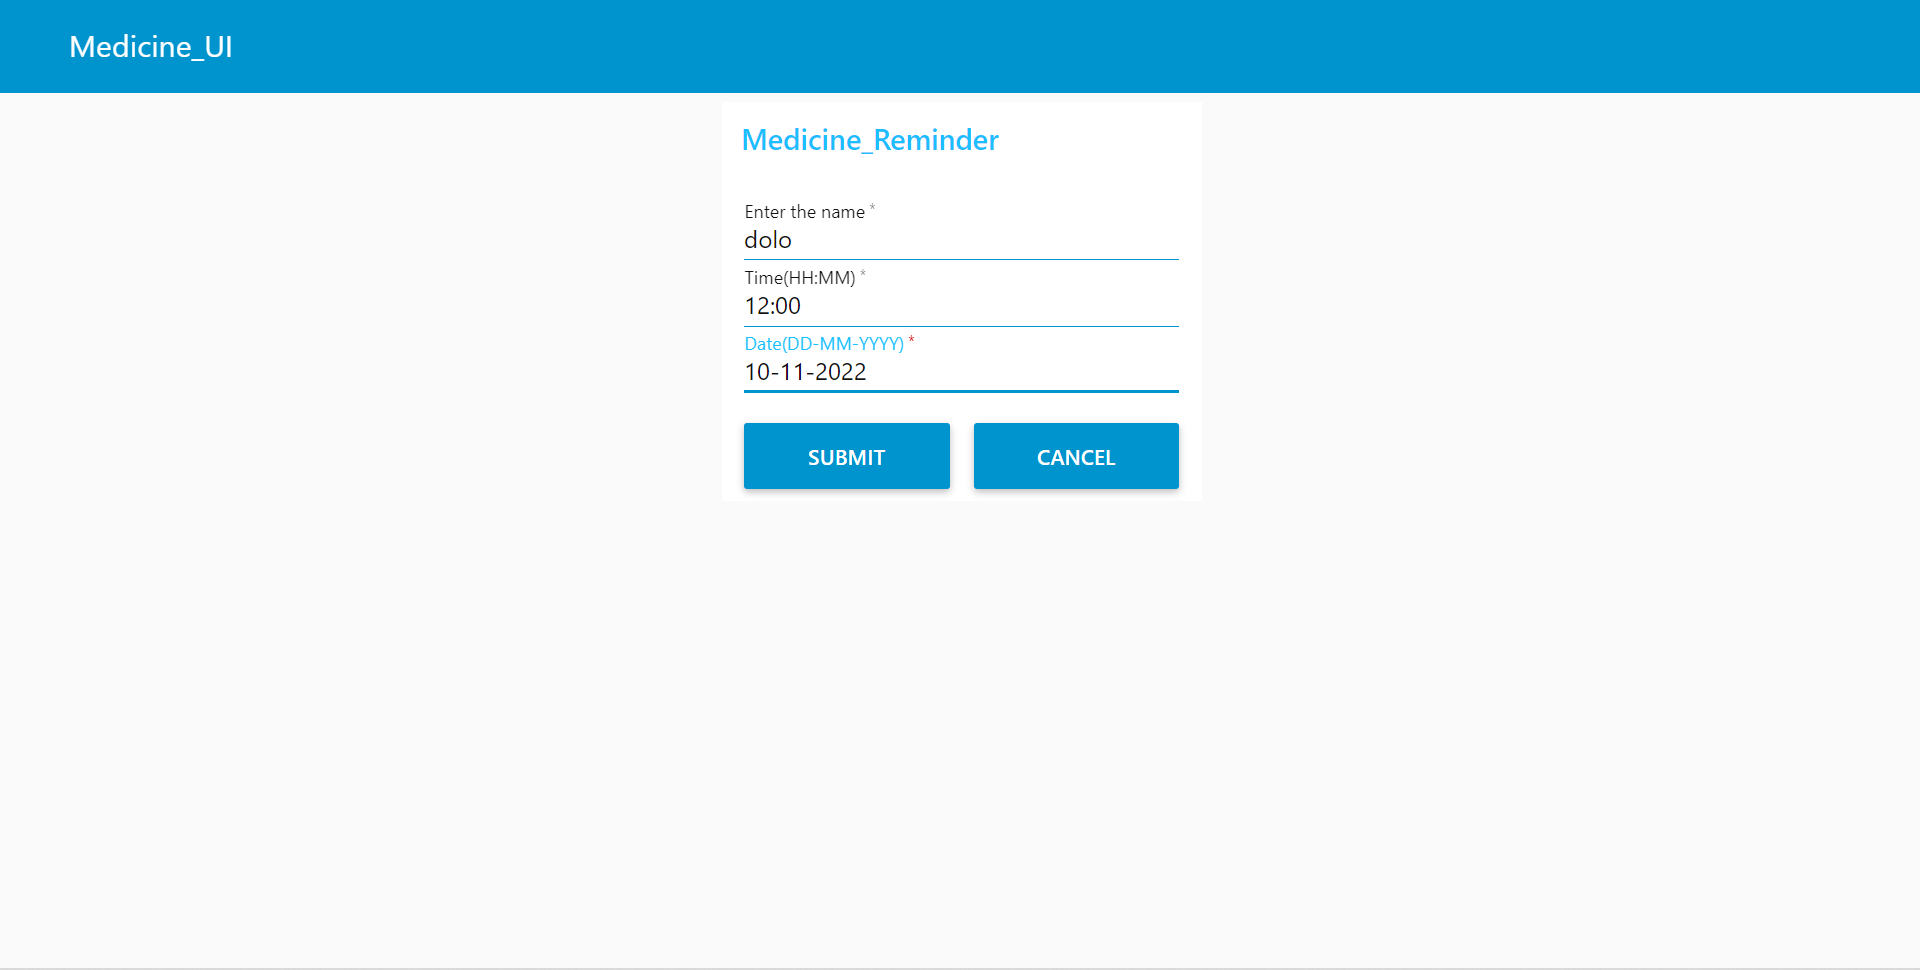 Medicine_UI
Medicine_Reminder
Enter the name *
dolo
Time(HH:MM) *
12:00
Date(DD-MM-YYYY) *
10-11-2022
SUBMIT CANCEL